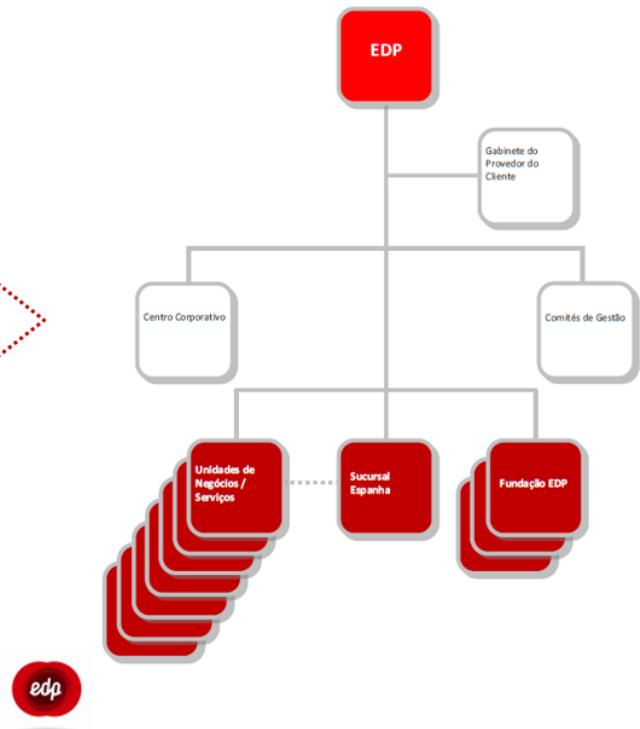 EDP
Gabinete do
Provedor do
Cliente
Centro Corporativo
Comités de Gestão
Unidades de
Negócios /
Serviços
Sucursal
Espanha
Fundação EDP
edp